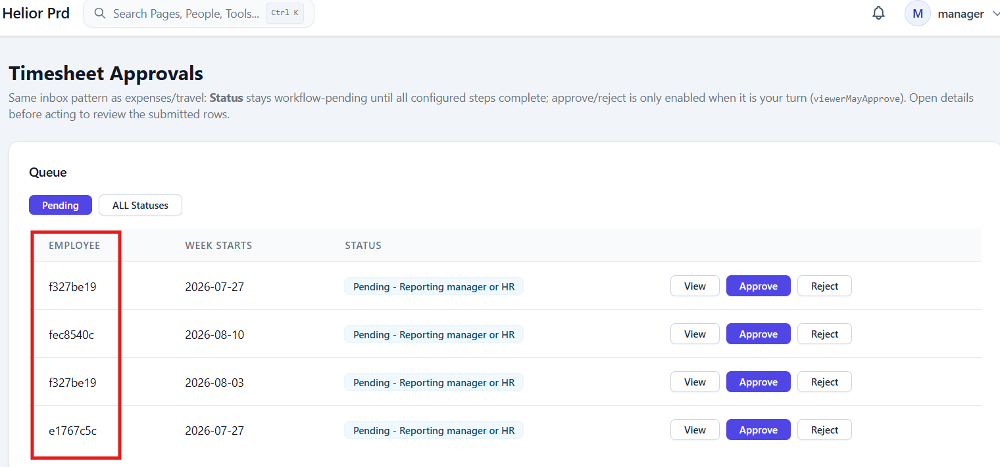 Helior Prd
Search Pages, People, Tools... Ctrl K
M manager
Timesheet Approvals
Same inbox pattern as expenses/travel: Status stays workflow-pending until all configured steps complete; approve/reject is only enabled when it is your turn (viewerMayApprove). Open details
before acting to review the submitted rows.
Queue
Pending ALL Statuses
EMPLOYEE WEEK STARTS STATUS
f327be19 2026-07-27 Pending - Reporting manager or HR View Approve Reject
fec8540c 2026-08-10 Pending - Reporting manager or HR View Approve Reject
f327be19 2026-08-03 Pending - Reporting manager or HR View Approve Reject
e1767c5c 2026-07-27 Pending - Reporting manager or HR View Approve Reject